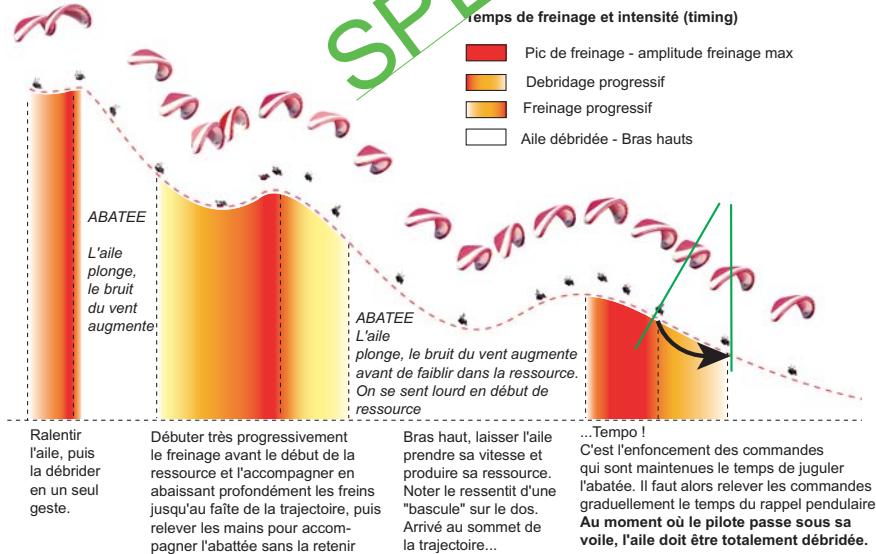 SPE
Temps de freinage et intensité (timing)
Pic de freinage - amplitude freinage max
Debridage progressif
Freinage progressif
Aile débridée - Bras hauts
ABATEE
L'aile
plonge,
le bruit
du vent
augmente
ABATEE
L'aile
plonge, le bruit du vent augmente
avant de faiblir dans la ressource.
On se sent lourd en début de
ressource
Ralentir
l'aile, puis
la débrider
en un seul
geste.
Débuter très progressivement
le freinage avant le début de la
ressource et l'accompagner en
abaissant profondément les freins
jusqu'au faîte de la trajectoire, puis
relever les mains pour accom-
pagner l'abattée sans la retenir
Bras haut, laisser l'aile
prendre sa vitesse et
produire sa ressource.
Noter le ressentit d'une
"bascule" sur le dos.
Arrivé au sommet de
la trajectoire...
...Tempo !
C'est l'enfoncement des commandes
qui sont maintenues le temps de juguler
l'abatée. Il faut alors relever les commandes
graduellement le temps du rappel pendulaire
Au moment où le pilote passe sous sa
voile, l'aile doit être totalement débridée.